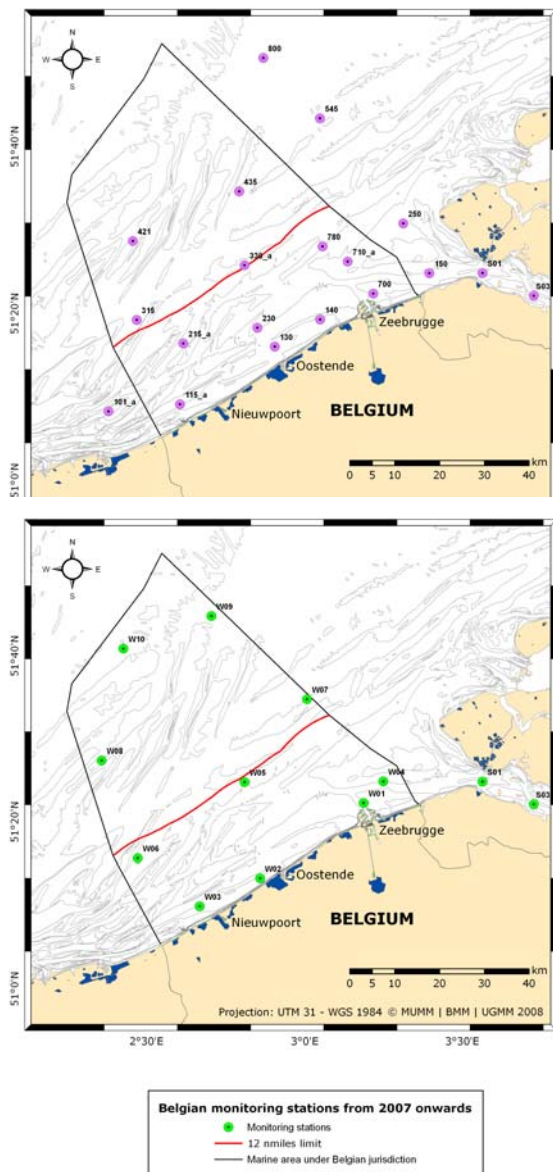 N
W E
S
800
545
51°40'N
435
250
421
780
330_a
710_a
150
S01
S03
700
51°20'N
315
230
140
215_a
130
Zeebrugge
Oostende
101_a
115_a
Nieuwpoort
BELGIUM
51°0'N
km
0 5 10 20 30 40
N
W E
S
W09
W10
51°40'N
W07
W08
W05
W04
S01
W01
S03
51°20'N
Zeebrugge
W06
W02
Oostende
W03
Nieuwpoort
BELGIUM
51°0'N
km
0 5 10 20 30 40
Projection: UTM 31 - WGS 1984 © MUMM | BMM | UGMM 2008
2°30'E 3°0'E 3°30'E
Belgian monitoring stations from 2007 onwards
Monitoring stations
12 nmiles limit
Marine area under Belgian jurisdiction